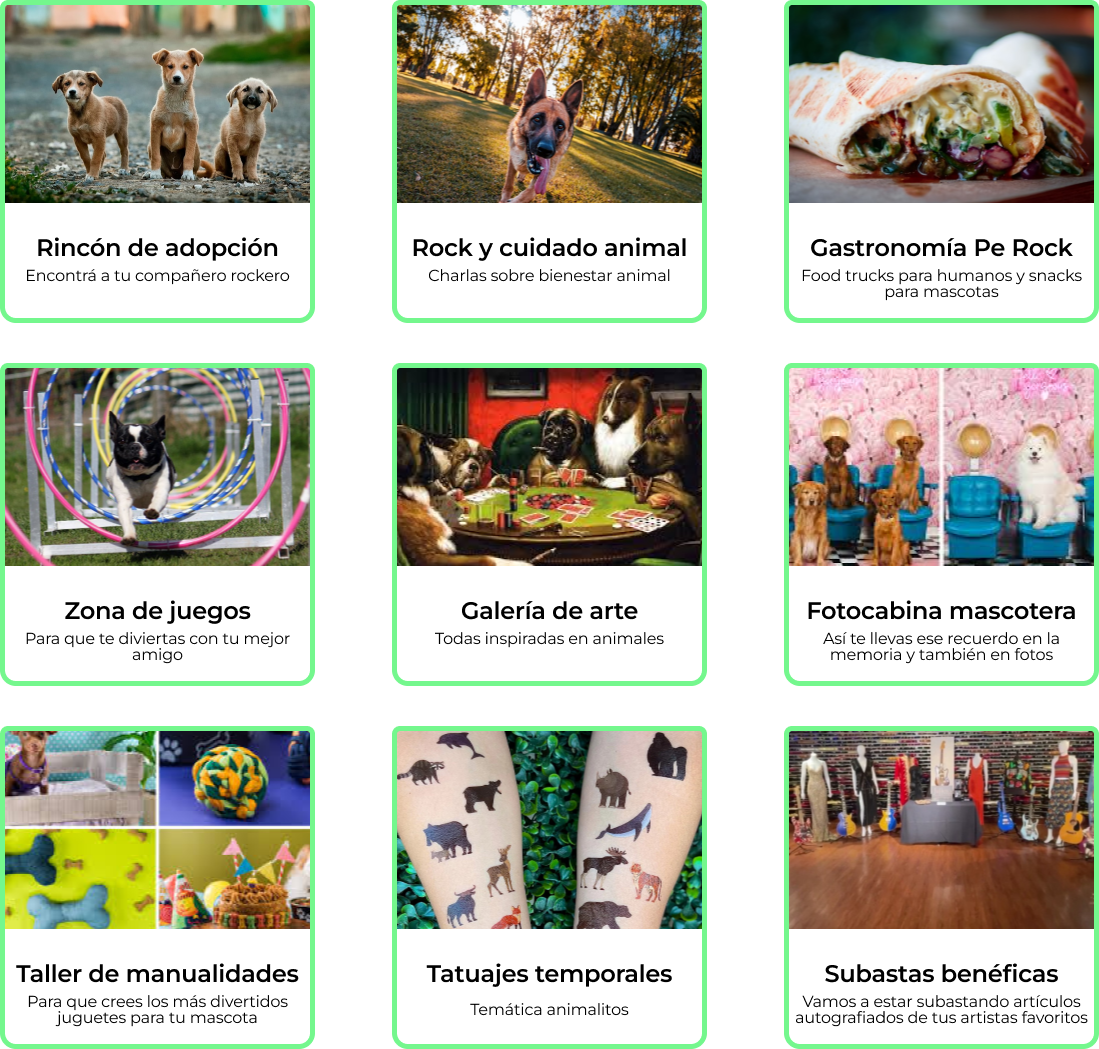 Rincón de adopción
Encontrá a tu compañero rockero
Rock y cuidado animal
Charlas sobre bienestar animal
Gastronomía Pe Rock
Food trucks para humanos y snacks
para mascotas
Zona de juegos
Para que te diviertas con tu mejor
amigo
Galería de arte
Todas inspiradas en animales
Fotocabina mascotera
Así te llevas ese recuerdo en la
memoria y también en fotos
Taller de manualidades
Para que crees los más divertidos
juguetes para tu mascota
Tatuajes temporales
Temática animalitos
Subastas benéficas
Vamos a estar subastando artículos
autografiados de tus artistas favoritos